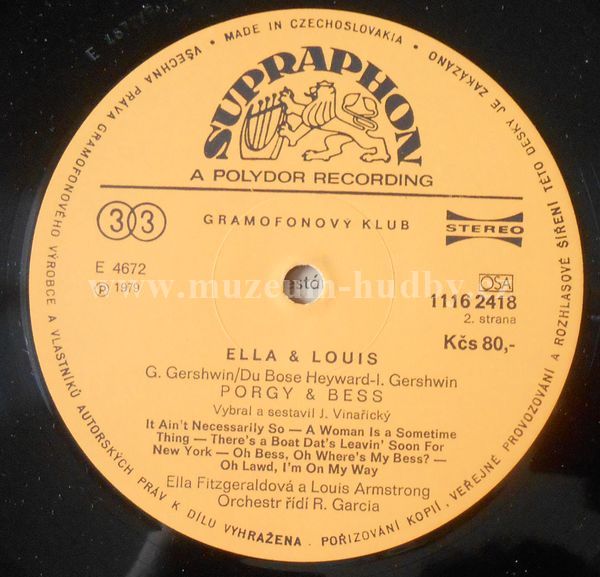 VŠECHNA PRÁVA GRAMOFONOVÉHO VÝROBCE A VLASTNÍKŮ AUTORSKÝCH PRÁV K DÍLU VYHRAŽENA. POŘIZOVÁNÍ KOPIÍ, VEŘEJNÉ PROVOZOVÁNÍ A ROZHLASOVÉ ŠÍŘENÍ TÉTO DESKY JE ZAKÁZÁNO • MADE IN CZECHOSLOVAKIA •
SUPRAPHON
A POLYDOR RECORDING
33
GRAMOFONOVÝ KLUB
STEREO
E 4672
Ⓟ 1979
OSA
1116 2418
2. strana
www.muzeum-hudby.
Kčs 80,-
ELLA & LOUIS
G. Gershwin/Du Bose Heyward-I. Gershwin
PORGY & BESS
Vybral a sestavil J. Vinařický
It Ain't Necessarily So — A Woman Is a Sometime
Thing — There's a Boat Dat's Leavin' Soon For
New York — Oh Bess, Oh Where's My Bess? —
Oh Lawd, I'm On My Way
Ella Fitzgeraldová a Louis Armstrong
Orchestr řídí R. Garcia